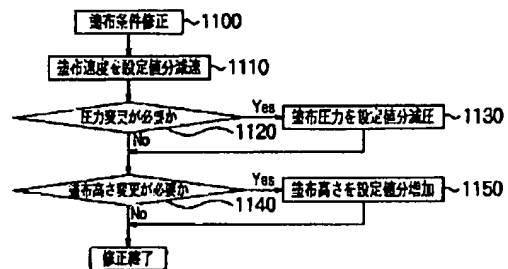 塗布条件修正 1100
塗布速度を設定値分減速 1110
圧力変更が必要か Yes 塗布圧力を設定値分減圧 1130
1120
No
塗布高さ変更が必要か Yes 塗布高さを設定値分増加 1150
1140
No
修正終了